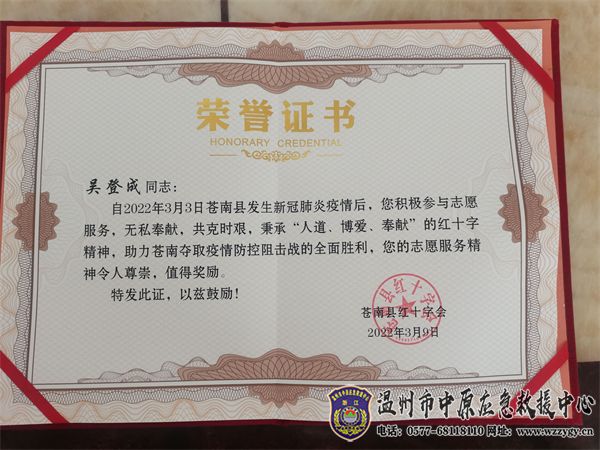 荣誉证书
HONORARY CREDENTIAL
吴登成同志：
自2022年3月3日苍南县发生新冠肺炎疫情后，您积极参与志愿
服务，无私奉献，共克时艰，秉承“人道、博爱、奉献”的红十字
精神，助力苍南夺取疫情防控阻击战的全面胜利，您的志愿服务精
神令人尊崇，值得奖励。
特发此证，以兹鼓励！
苍南县红十字会
2022年3月9日
温州市中原应急救援中心
电话：0577-68118110 网址：www.wzzygy.cn